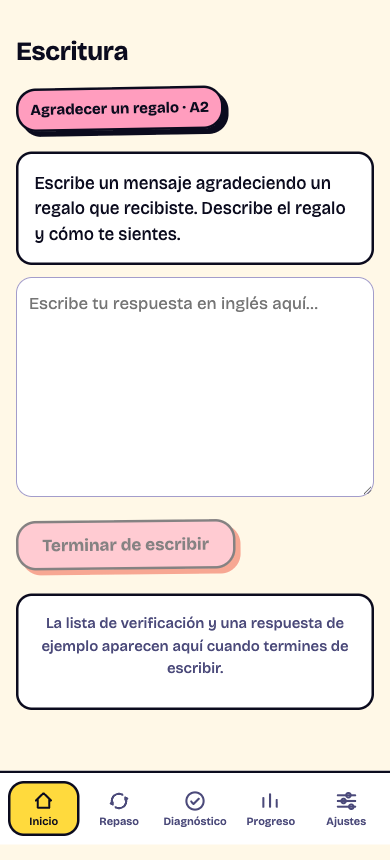 Escritura
Agradecer un regalo · A2
Escribe un mensaje agradeciendo un
regalo que recibiste. Describe el regalo
y cómo te sientes.
Escribe tu respuesta en inglés aquí...
Terminar de escribir
La lista de verificación y una respuesta de
ejemplo aparecen aquí cuando termines de
escribir.
Inicio
Repaso
Diagnóstico
Progreso
Ajustes